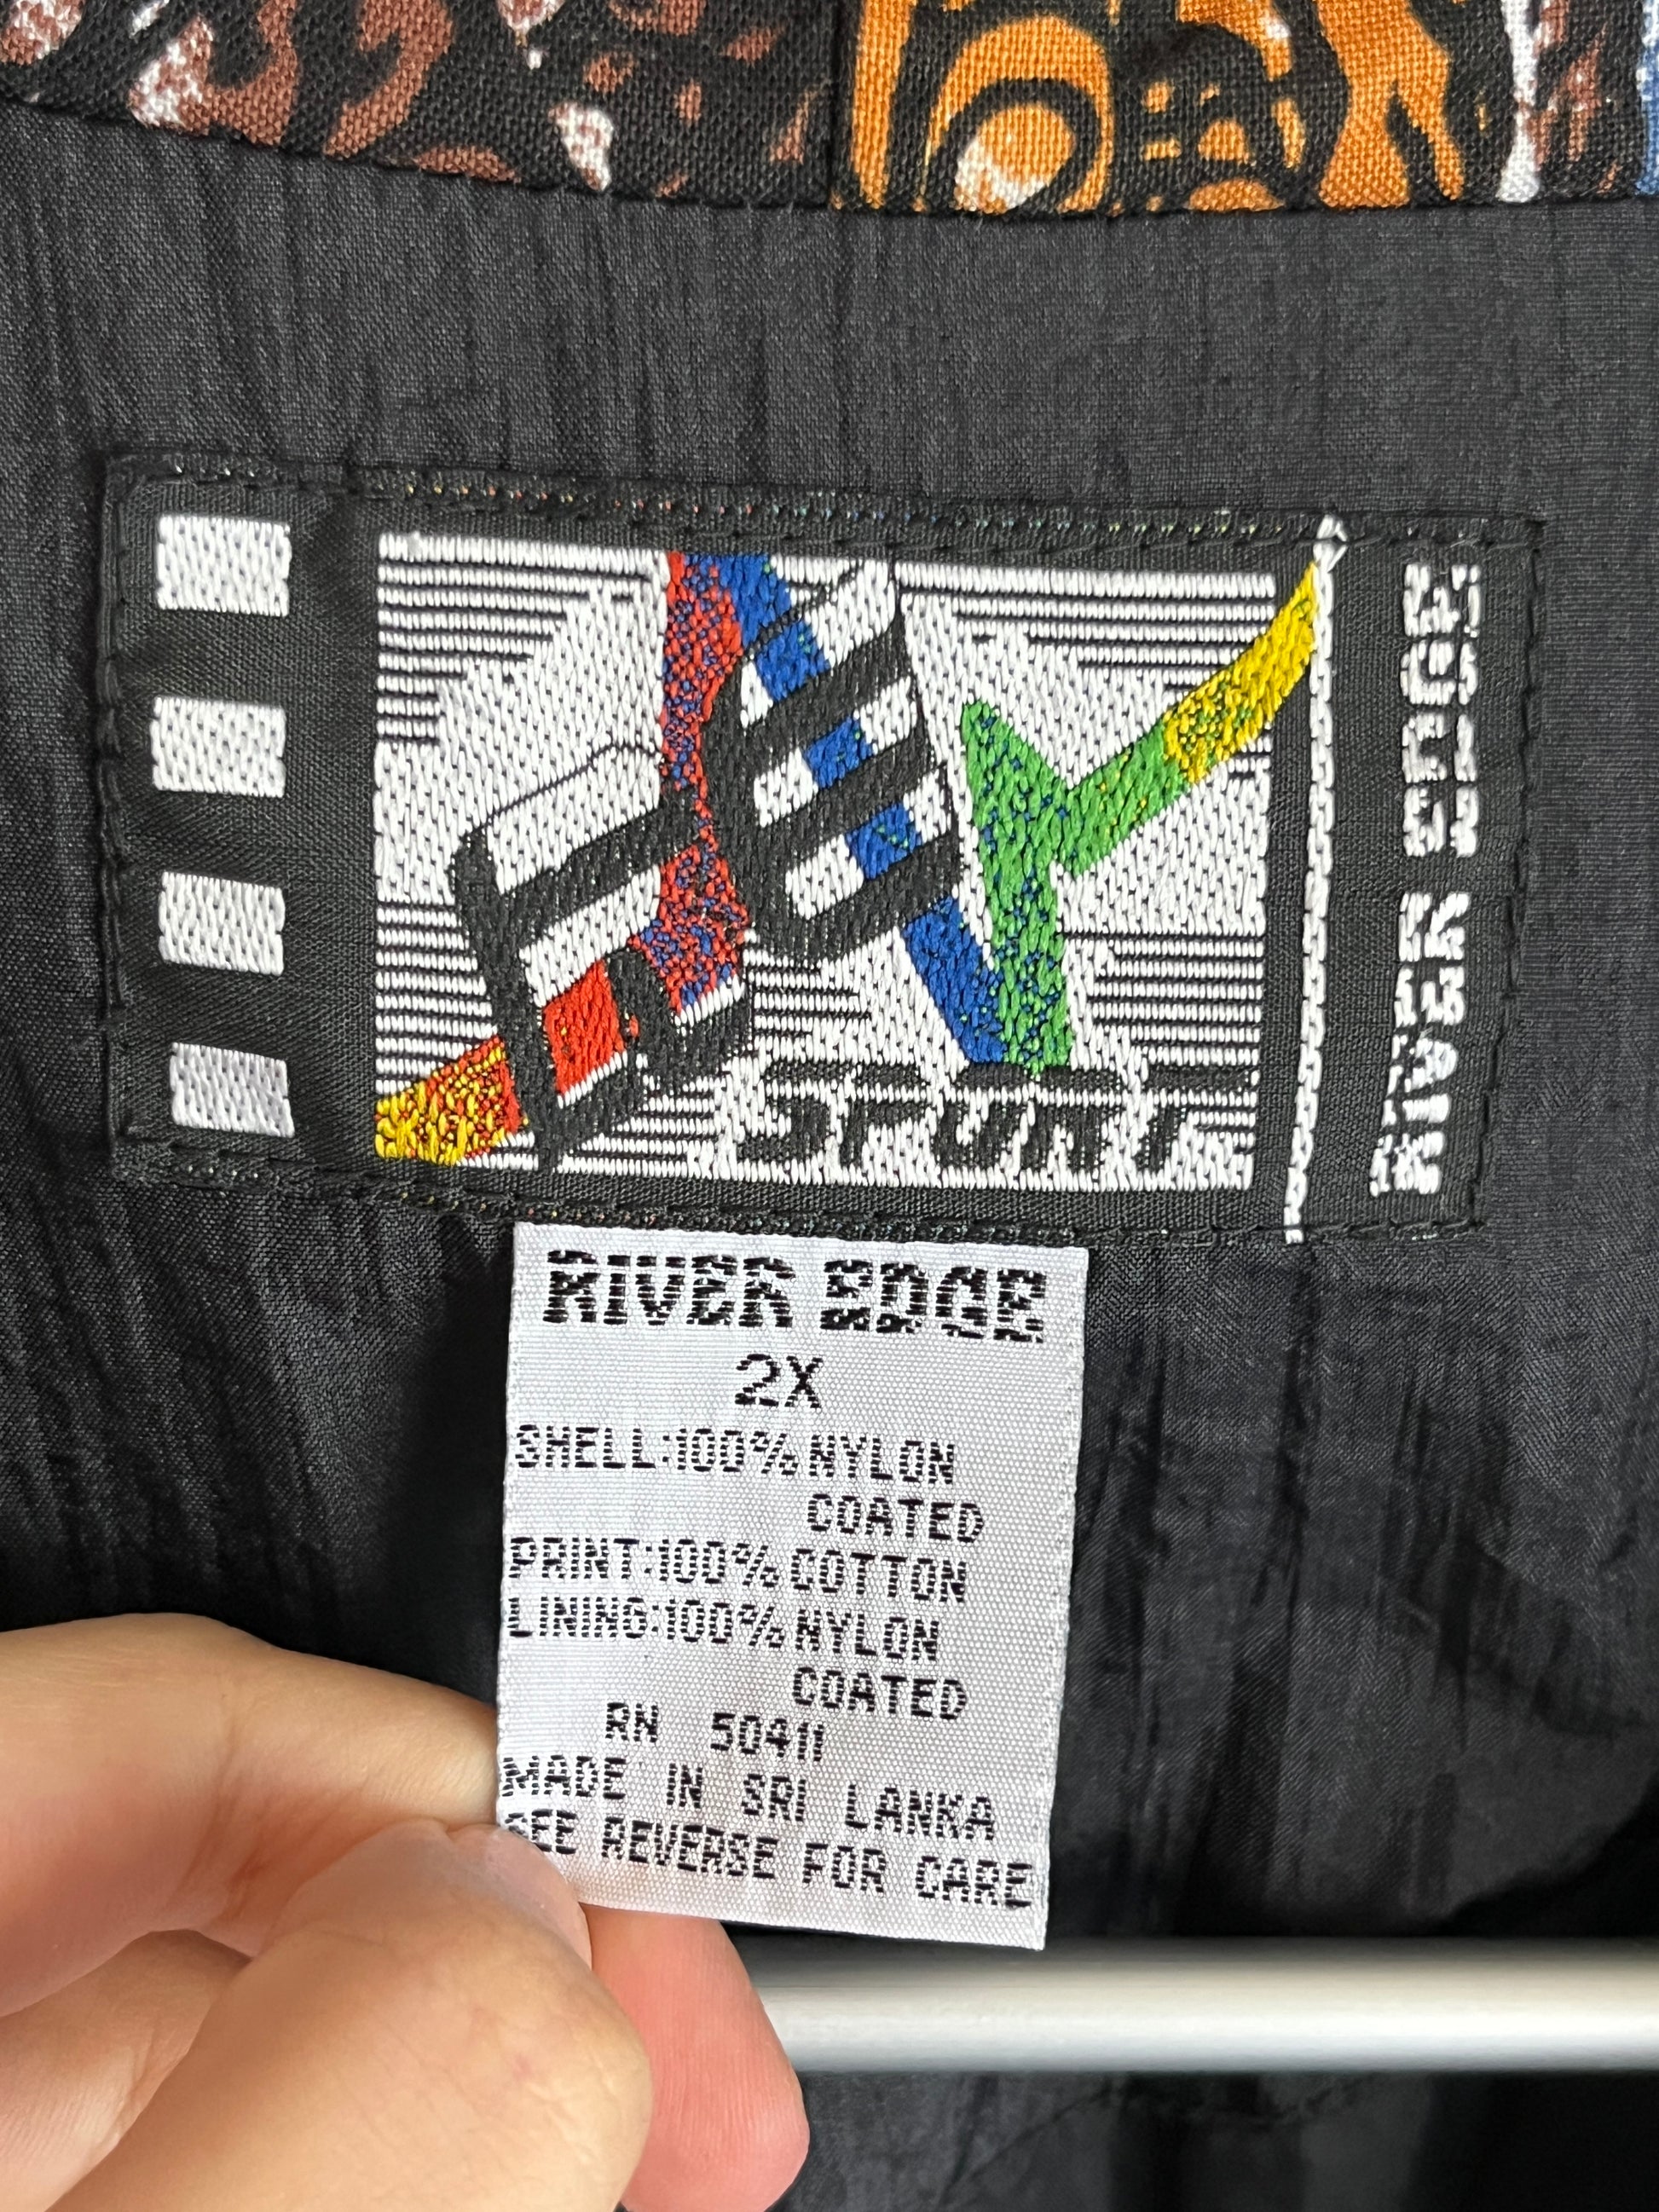 SPORT
RIVER EDGE
RIVER EDGE
2X
SHELL:100% NYLON
COATED
PRINT:100% COTTON
LINING:100% NYLON
COATED
RN 50411
MADE IN SRI LANKA
SEE REVERSE FOR CARE